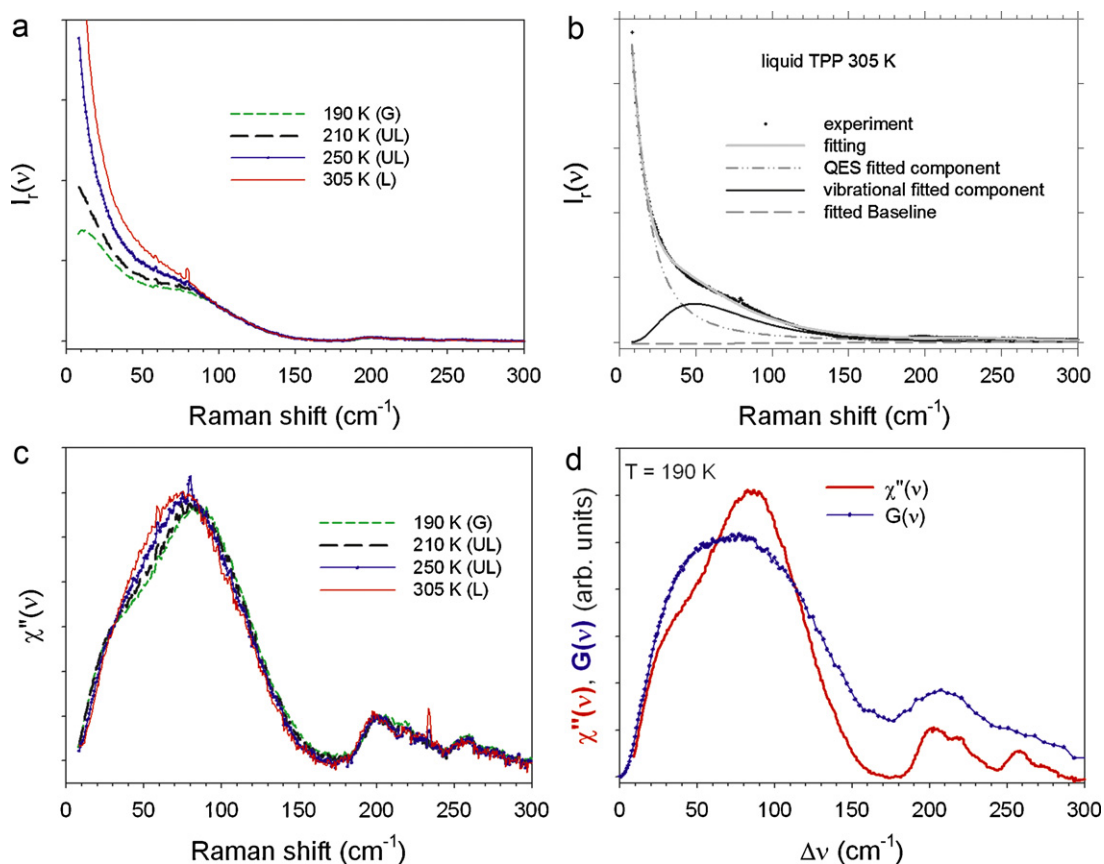 a
I_r(ν)
190 K (G)
210 K (UL)
250 K (UL)
305 K (L)
0 50 100 150 200 250 300
Raman shift (cm⁻¹)
b
I_r(ν)
liquid TPP 305 K
experiment
fitting
QES fitted component
vibrational fitted component
fitted Baseline
0 50 100 150 200 250 300
Raman shift (cm⁻¹)
c
χ"(ν)
190 K (G)
210 K (UL)
250 K (UL)
305 K (L)
0 50 100 150 200 250 300
Raman shift (cm⁻¹)
d
χ"(ν), G(ν) (arb. units)
T = 190 K
χ"(ν)
G(ν)
0 50 100 150 200 250 300
Δν (cm⁻¹)